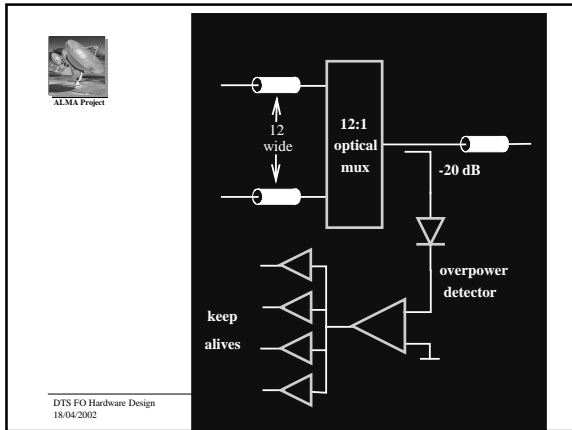 ALMA Project
12
wide
12:1
optical
mux
-20 dB
overpower
detector
keep
alives
DTS FO Hardware Design
18/04/2002